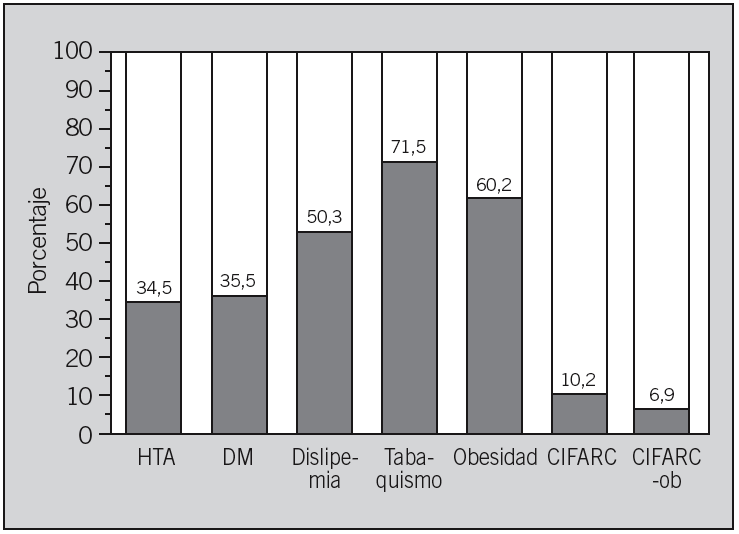 Porcentaje
100
90
80
70
60
50
40
30
20
10
0
34,5
35,5
50,3
71,5
60,2
10,2
6,9
HTA
DM
Dislipe-
mia
Taba-
quismo
Obesidad
CIFARC
CIFARC
-ob